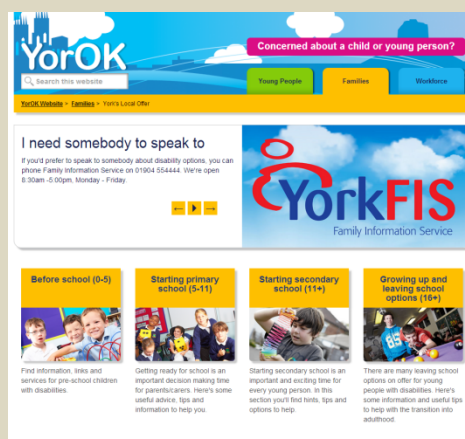 YorOK
Concerned about a child or young person?
Search this website
Young People
Families
Workforce
YorOK Website > Families > York's Local Offer
I need somebody to speak to
If you'd prefer to speak to somebody about disability options, you can
phone Family Information Service on 01904 554444. We're open
8:30am -5:00pm, Monday - Friday.
YorkFIS
Family Information Service
Before school (0-5)
Find information, links and
services for pre-school children
with disabilities.
Starting primary
school (5-11)
Getting ready for school is an
important decision making time
for parents/carers. Here's some
useful advice, tips and
information to help you.
Starting secondary
school (11+)
Starting secondary school is an
important and exciting time for
every young person. In this
section you'll find hints, tips and
options to help.
Growing up and
leaving school
options (16+)
There are many leaving school
options on offer for young
people with disabilities. Here's
some information and useful tips
to help with the transition into
adulthood.